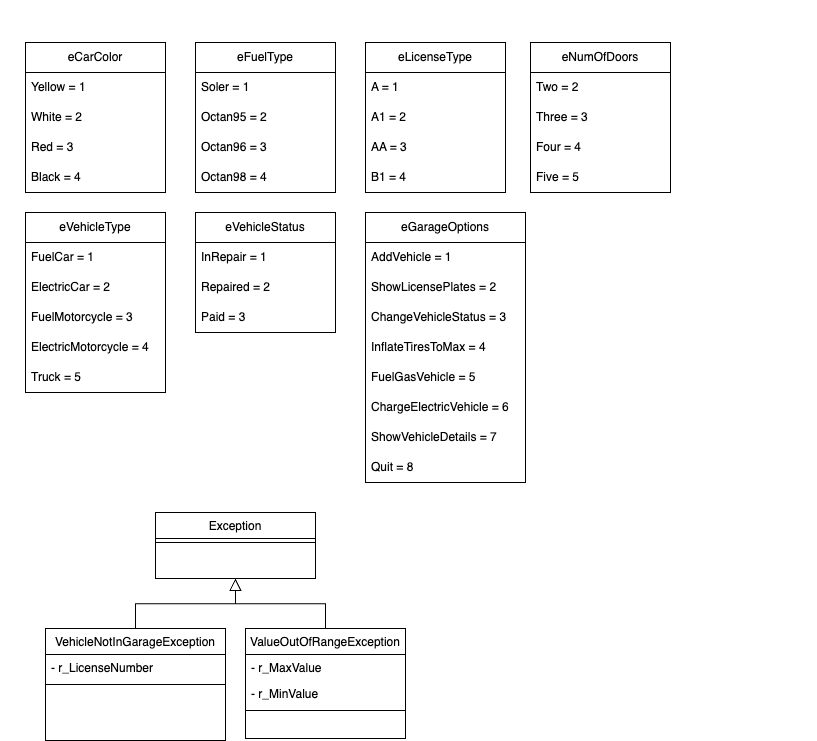 eCarColor
Yellow = 1
White = 2
Red = 3
Black = 4
eFuelType
Soler = 1
Octan95 = 2
Octan96 = 3
Octan98 = 4
eLicenseType
A = 1
A1 = 2
AA = 3
B1 = 4
eNumOfDoors
Two = 2
Three = 3
Four = 4
Five = 5
eVehicleType
FuelCar = 1
ElectricCar = 2
FuelMotorcycle = 3
ElectricMotorcycle = 4
Truck = 5
eVehicleStatus
InRepair = 1
Repaired = 2
Paid = 3
eGarageOptions
AddVehicle = 1
ShowLicensePlates = 2
ChangeVehicleStatus = 3
InflateTiresToMax = 4
FuelGasVehicle = 5
ChargeElectricVehicle = 6
ShowVehicleDetails = 7
Quit = 8
Exception
VehicleNotInGarageException
- r_LicenseNumber
ValueOutOfRangeException
- r_MaxValue
- r_MinValue